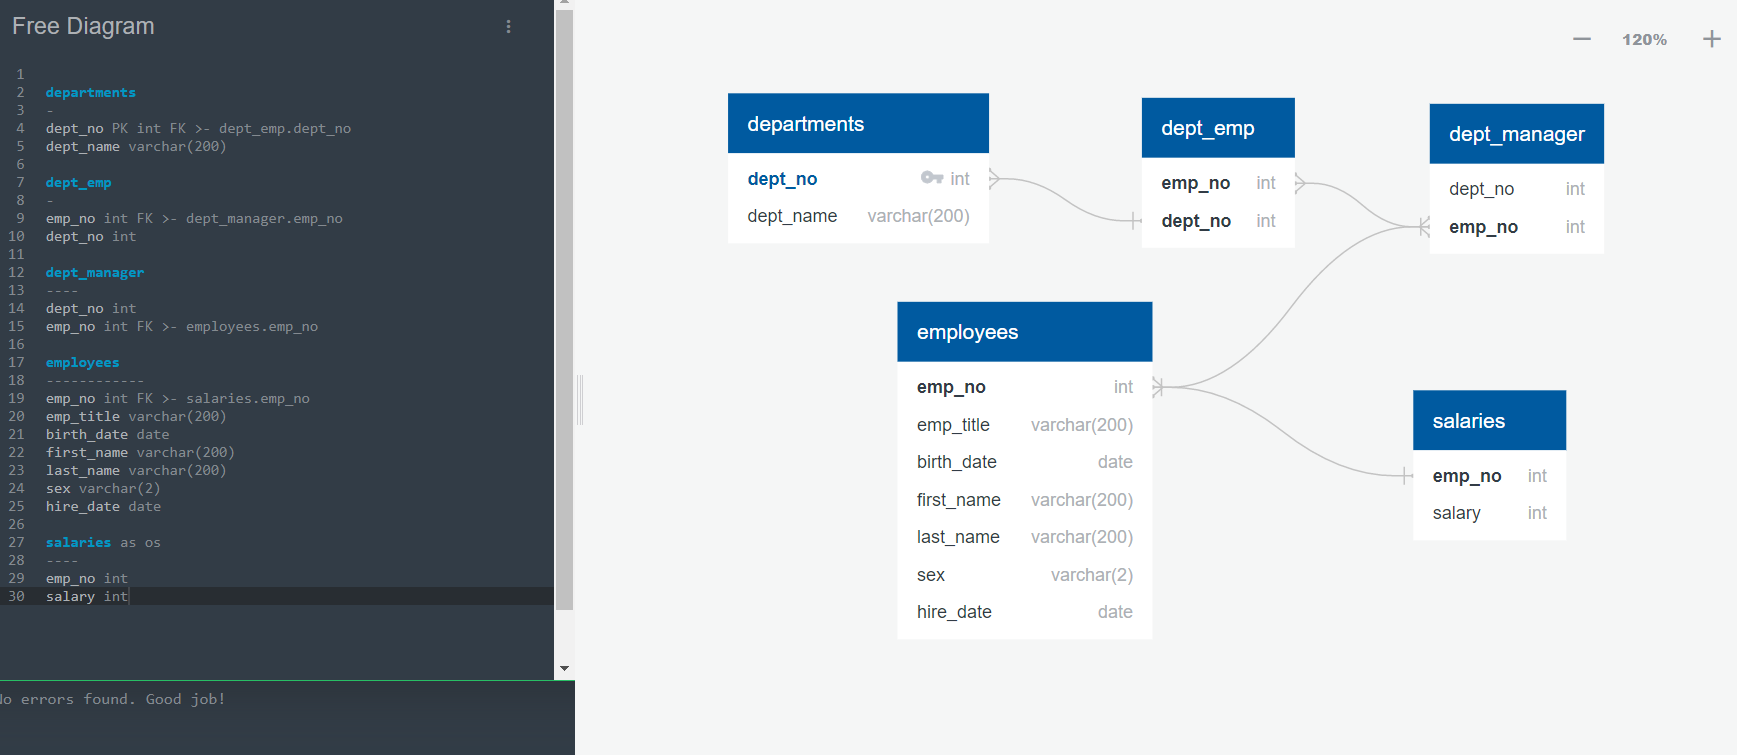 Free Diagram
1
2 departments
3 -
4 dept_no PK int FK >- dept_emp.dept_no
5 dept_name varchar(200)
6
7 dept_emp
8 -
9 emp_no int FK >- dept_manager.emp_no
10 dept_no int
11
12 dept_manager
13 ----
14 dept_no int
15 emp_no int FK >- employees.emp_no
16
17 employees
18 ------------
19 emp_no int FK >- salaries.emp_no
20 emp_title varchar(200)
21 birth_date date
22 first_name varchar(200)
23 last_name varchar(200)
24 sex varchar(2)
25 hire_date date
26
27 salaries as os
28 ----
29 emp_no int
30 salary int
No errors found. Good job!
120%
departments
dept_no int
dept_name varchar(200)
dept_emp
emp_no int
dept_no int
dept_manager
dept_no int
emp_no int
employees
emp_no int
emp_title varchar(200)
birth_date date
first_name varchar(200)
last_name varchar(200)
sex varchar(2)
hire_date date
salaries
emp_no int
salary int